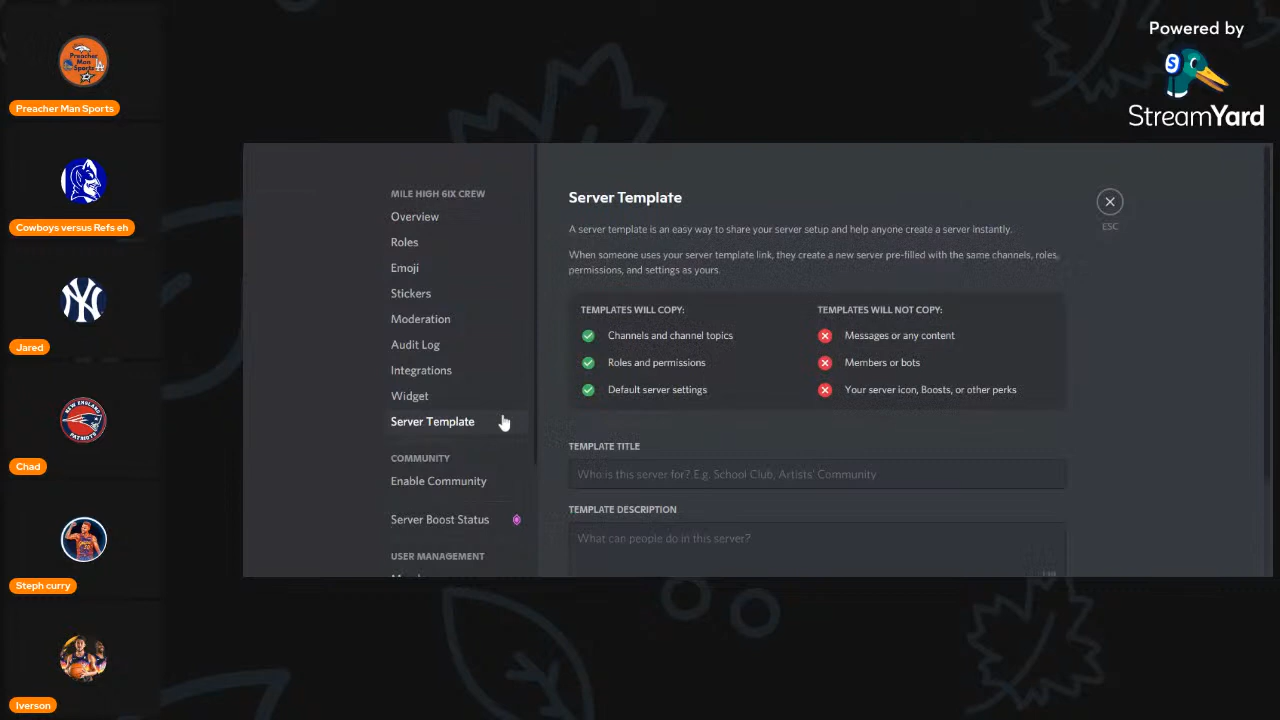 Powered by
StreamYard
Preacher
Man
Sports
Preacher Man Sports
Cowboys versus Refs eh
Jared
NEW ENGLAND
PATRIOTS
Chad
Steph curry
Iverson
MILE HIGH 6IX CREW
Overview
Roles
Emoji
Stickers
Moderation
Audit Log
Integrations
Widget
Server Template
COMMUNITY
Enable Community
Server Boost Status
USER MANAGEMENT
Server Template
ESC
A server template is an easy way to share your server setup and help anyone create a server instantly.
When someone uses your server template link, they create a new server pre-filled with the same channels, roles,
permissions, and settings as yours.
TEMPLATES WILL COPY:
Channels and channel topics
Roles and permissions
Default server settings
TEMPLATES WILL NOT COPY:
Messages or any content
Members or bots
Your server icon, Boosts, or other perks
TEMPLATE TITLE
Who is this server for? E.g. School Club, Artists' Community
TEMPLATE DESCRIPTION
What can people do in this server?